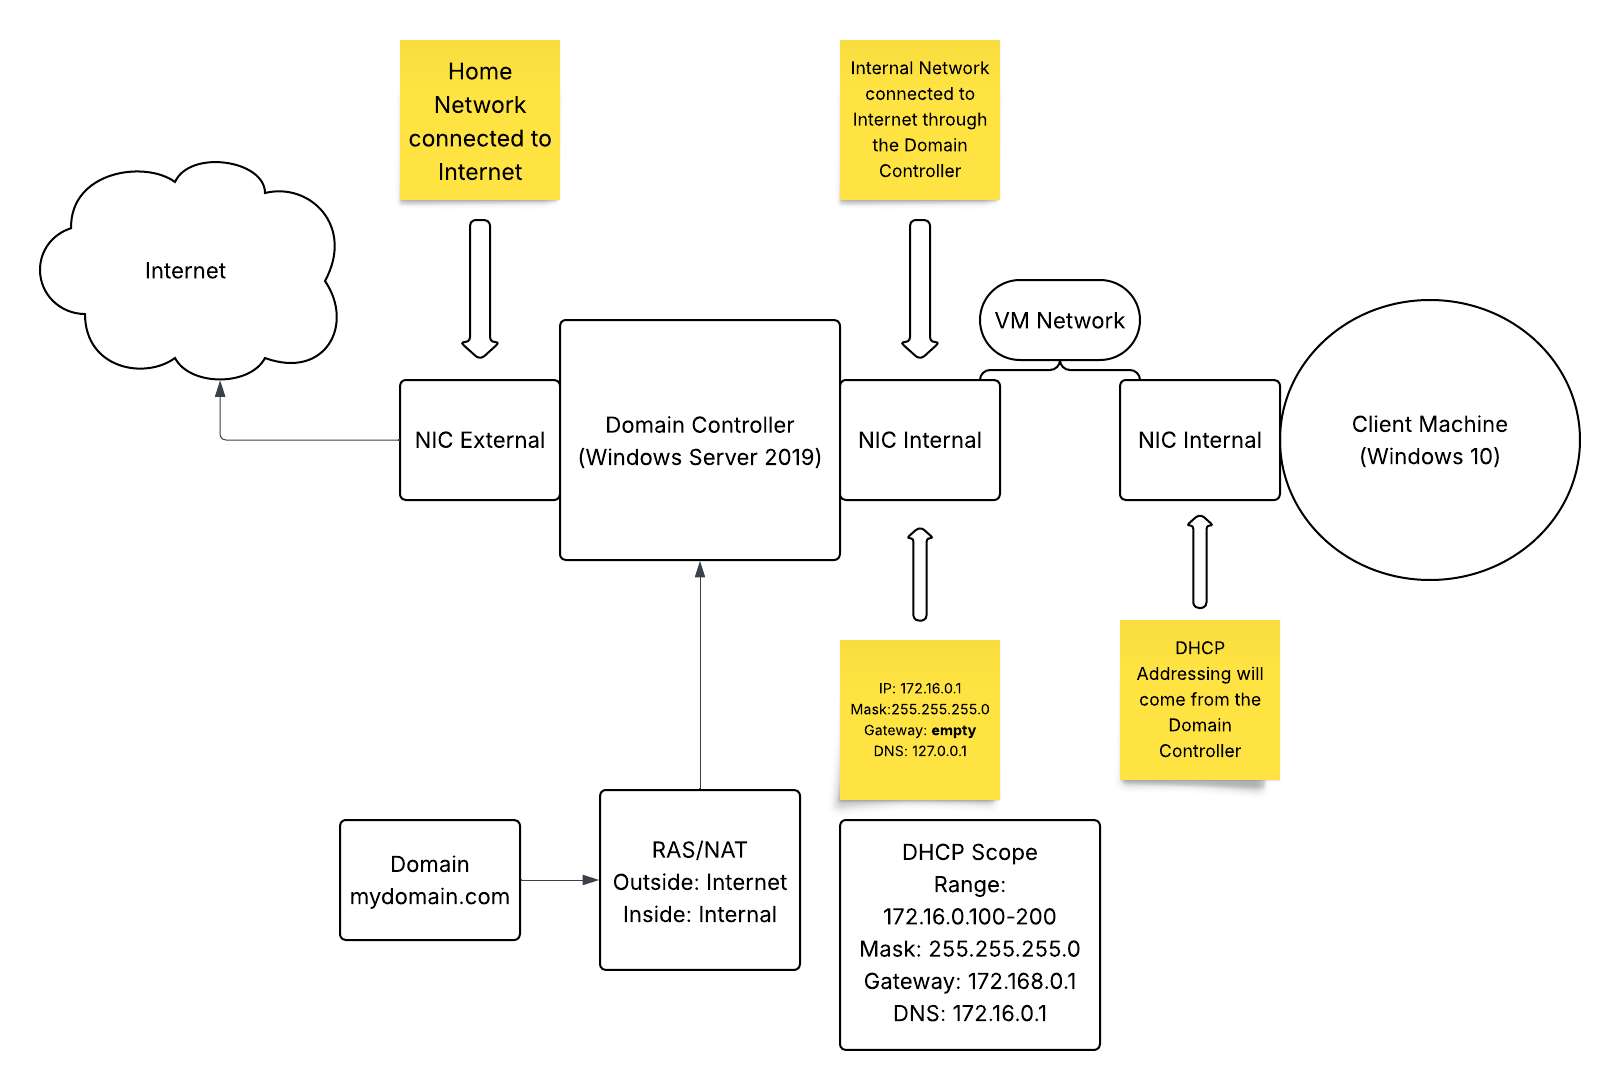 Home
Network
connected to
Internet
Internal Network
connected to
Internet through
the Domain
Controller
Internet
VM Network
NIC External
Domain Controller
(Windows Server 2019)
NIC Internal
NIC Internal
Client Machine
(Windows 10)
IP: 172.16.0.1
Mask:255.255.255.0
Gateway: empty
DNS: 127.0.0.1
DHCP
Addressing will
come from the
Domain
Controller
Domain
mydomain.com
RAS/NAT
Outside: Internet
Inside: Internal
DHCP Scope
Range:
172.16.0.100-200
Mask: 255.255.255.0
Gateway: 172.168.0.1
DNS: 172.16.0.1